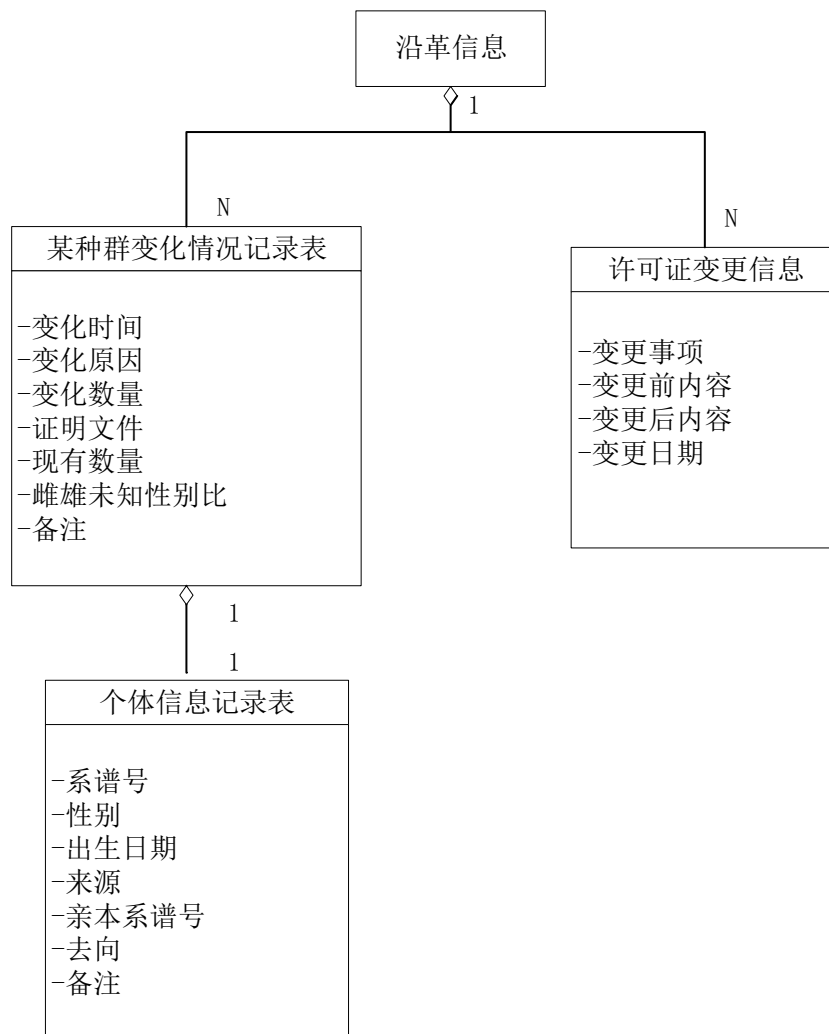 沿革信息
1
N
N
某种群变化情况记录表
-变化时间
-变化原因
-变化数量
-证明文件
-现有数量
-雌雄未知性别比
-备注
许可证变更信息
-变更事项
-变更前内容
-变更后内容
-变更日期
1
1
个体信息记录表
-系谱号
-性别
-出生日期
-来源
-亲本系谱号
-去向
-备注